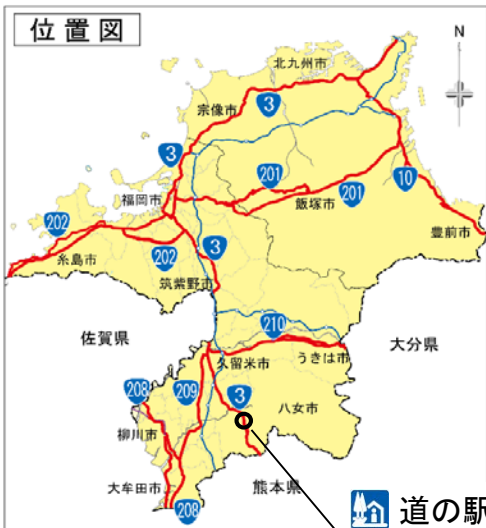 位置図
N
北九州市
宗像市
3
3
201
福岡市
飯塚市
201
10
202
豊前市
糸島市
202
3
筑紫野市
210
佐賀県
大分県
久留米市
うきは市
208
209
3
八女市
柳川市
大牟田市
熊本県
208
道の駅